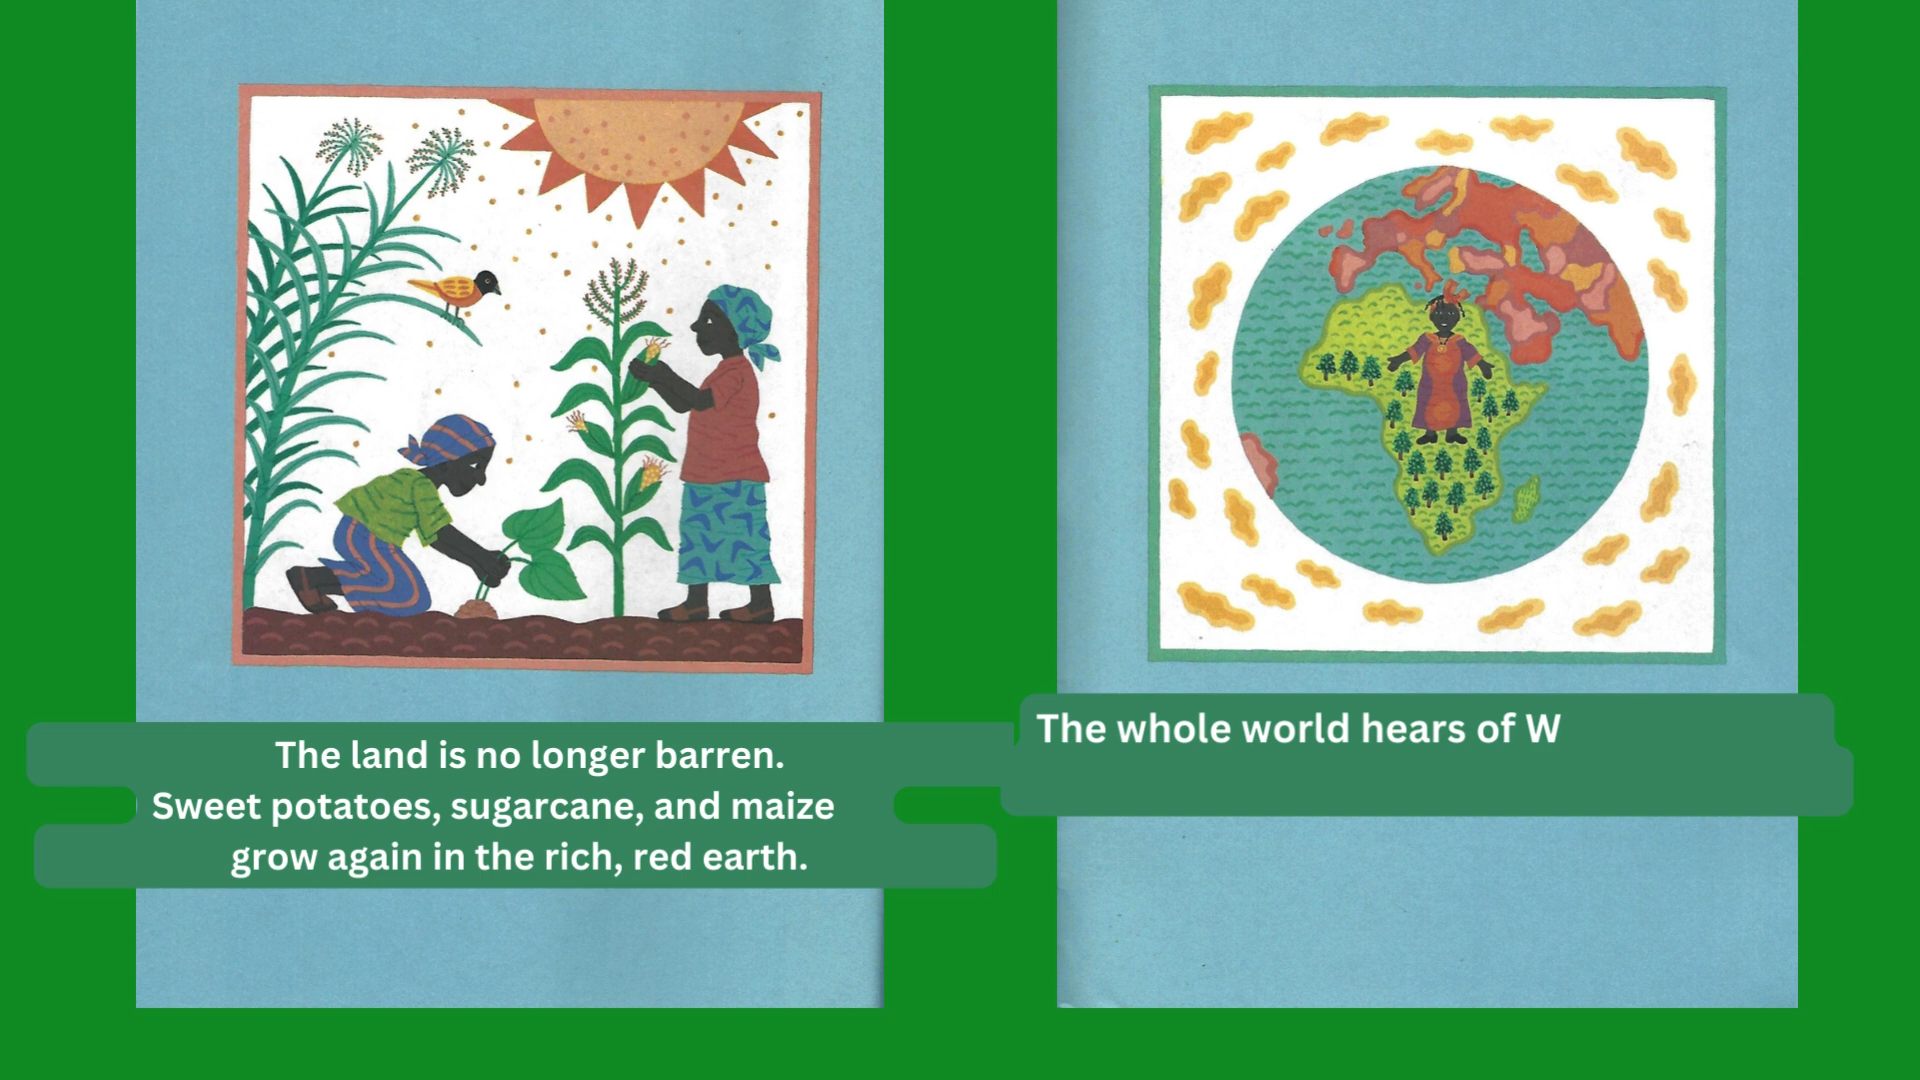 The land is no longer barren.
Sweet potatoes, sugarcane, and maize
grow again in the rich, red earth.
The whole world hears of W